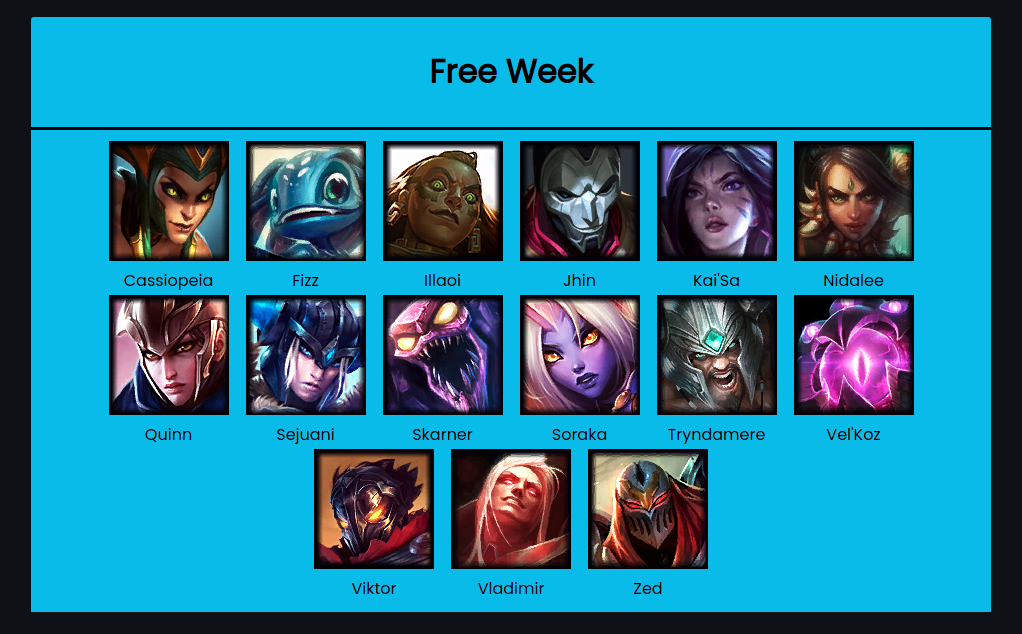 Free Week
Cassiopeia Fizz Illaoi Jhin Kai'Sa Nidalee
Quinn Sejuani Skarner Soraka Tryndamere Vel'Koz
Viktor Vladimir Zed